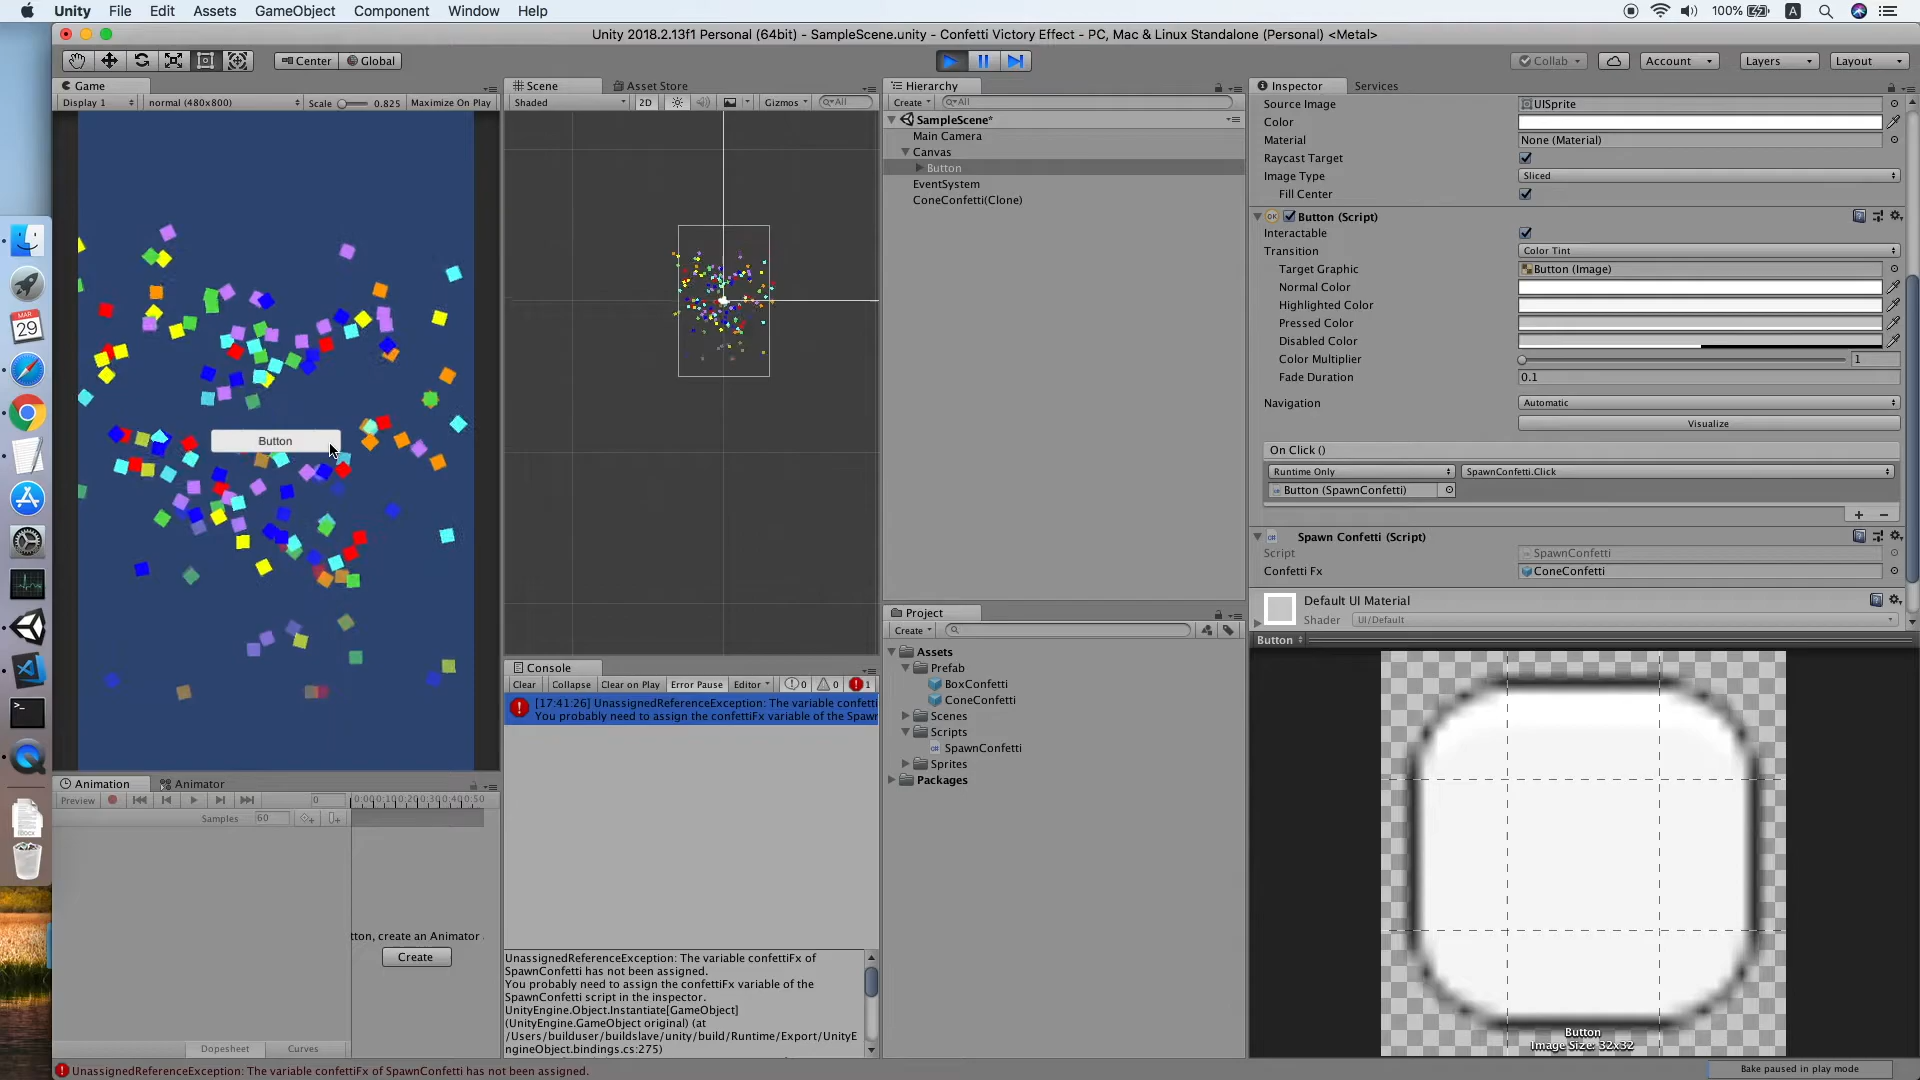 Unity File Edit Assets GameObject Component Window Help
100% A
Unity 2018.2.13f1 Personal (64bit) - SampleScene.unity - Confetti Victory Effect - PC, Mac & Linux Standalone (Personal) <Metal>
Center Global
Collab Account Layers Layout
Game
Display 1 normal (480x800) Scale 0.825 Maximize On Play
Button
Scene Asset Store
Shaded 2D Gizmos All
Hierarchy
Create All
SampleScene*
Main Camera
Canvas
Button
EventSystem
ConeConfetti(Clone)
Inspector Services
Source Image UISprite
Color
Material None (Material)
Raycast Target
Image Type Sliced
Fill Center
Button (Script)
Interactable
Transition Color Tint
Target Graphic Button (Image)
Normal Color
Highlighted Color
Pressed Color
Disabled Color
Color Multiplier 1
Fade Duration 0.1
Navigation Automatic
Visualize
On Click ()
Runtime Only SpawnConfetti.Click
Button (SpawnConfetti)
Spawn Confetti (Script)
Script SpawnConfetti
Confetti Fx ConeConfetti
Default UI Material
Shader UI/Default
Button
Button
Image Size: 32x32
Project
Create
Assets
Prefab
BoxConfetti
ConeConfetti
Scenes
Scripts
SpawnConfetti
Sprites
Packages
Console
Clear Collapse Clear on Play Error Pause Editor 0 0 1
[17:41:26] UnassignedReferenceException: The variable confetti
You probably need to assign the confettiFx variable of the Spawn
UnassignedReferenceException: The variable confettiFx of
SpawnConfetti has not been assigned.
You probably need to assign the confettiFx variable of the
SpawnConfetti script in the inspector.
UnityEngine.Object.Instantiate[GameObject]
(UnityEngine.GameObject original) (at
/Users/builduser/buildslave/unity/build/Runtime/Export/UnityE
ngineObject.bindings.cs:275)
Animation Animator
Preview 0
Samples 60
tton, create an Animator
Create
Dopesheet Curves
MAR
29
UnassignedReferenceException: The variable confettiFx of SpawnConfetti has not been assigned.
Bake paused in play mode